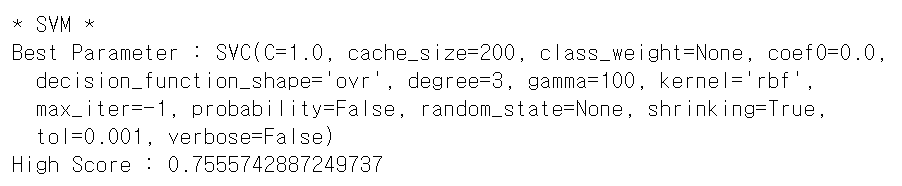 * SVM *
Best Parameter : SVC(C=1.0, cache_size=200, class_weight=None, coef0=0.0,
  decision_function_shape='ovr', degree=3, gamma=100, kernel='rbf',
  max_iter=-1, probability=False, random_state=None, shrinking=True,
  tol=0.001, verbose=False)
High Score : 0.7555742887249737